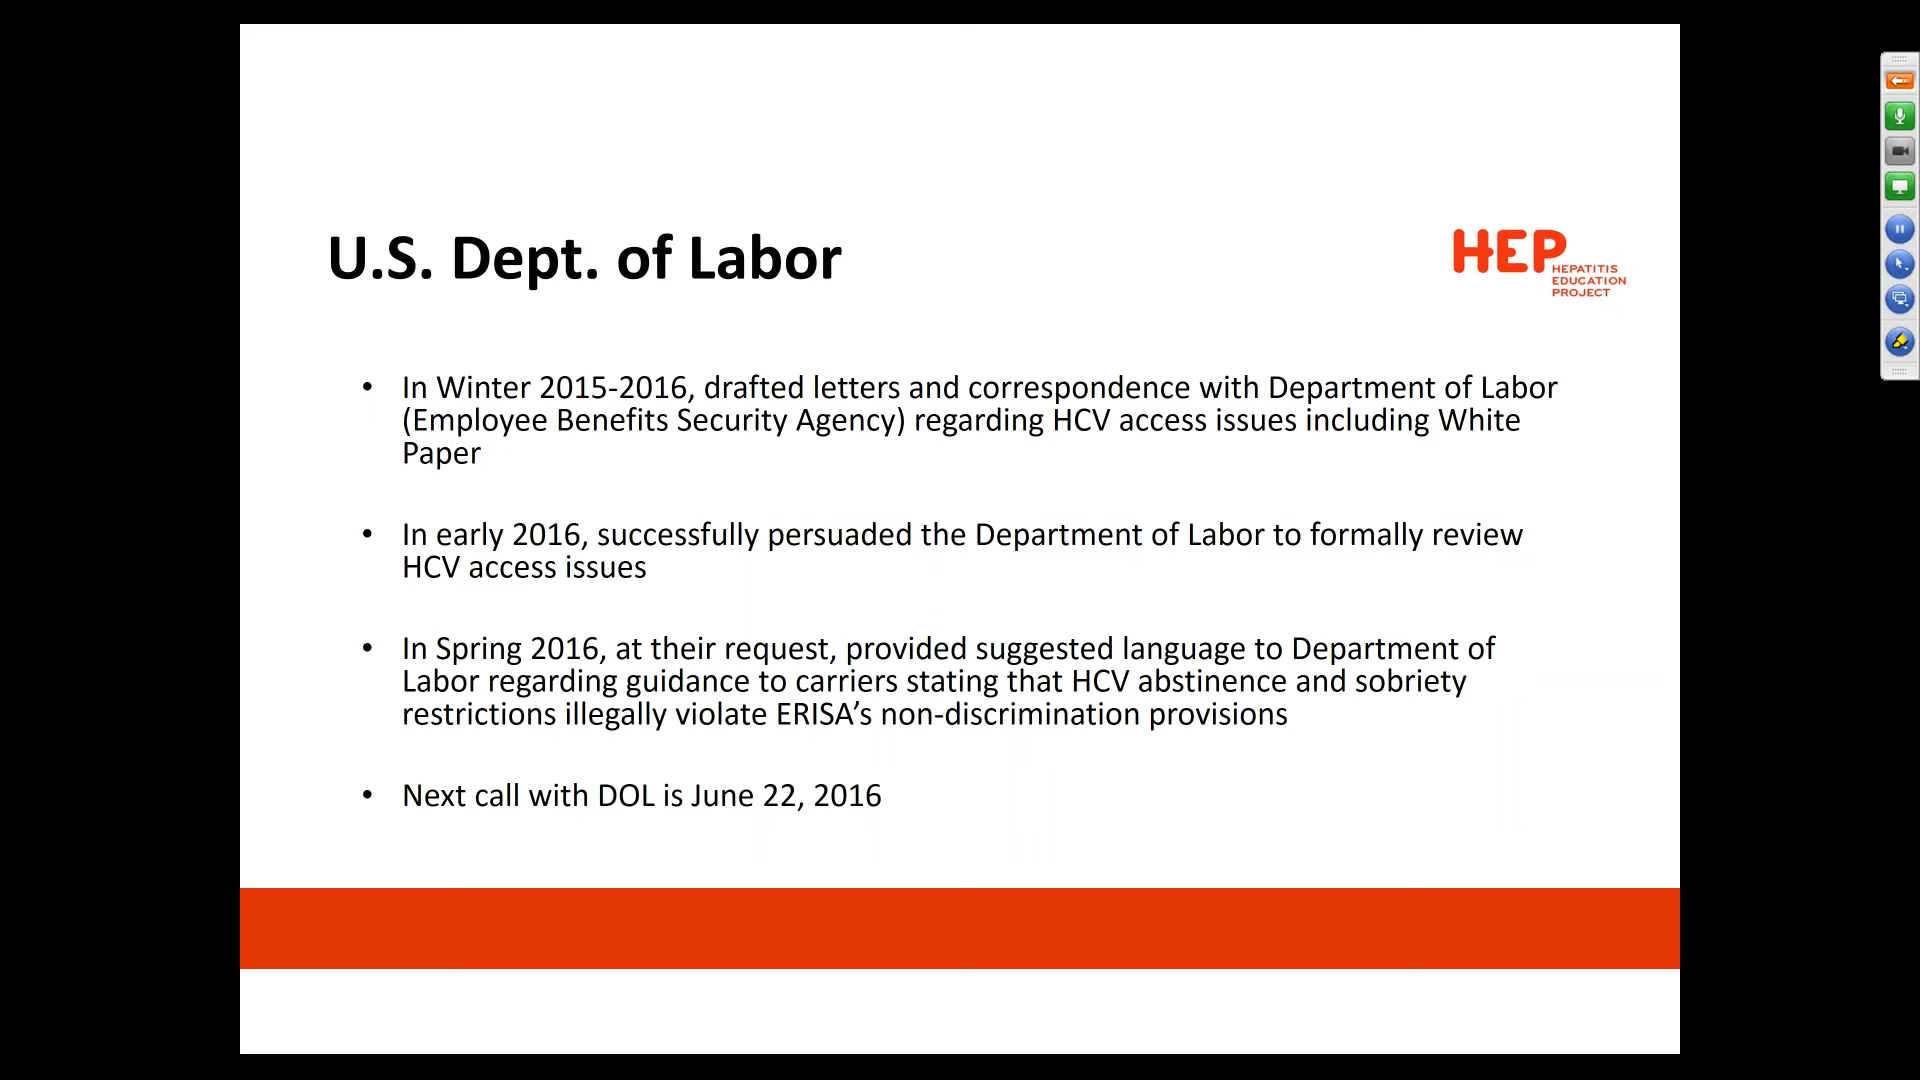 U.S. Dept. of Labor
HEP
HEPATITIS
EDUCATION
PROJECT
• In Winter 2015-2016, drafted letters and correspondence with Department of Labor
(Employee Benefits Security Agency) regarding HCV access issues including White
Paper
• In early 2016, successfully persuaded the Department of Labor to formally review
HCV access issues
• In Spring 2016, at their request, provided suggested language to Department of
Labor regarding guidance to carriers stating that HCV abstinence and sobriety
restrictions illegally violate ERISA’s non-discrimination provisions
• Next call with DOL is June 22, 2016